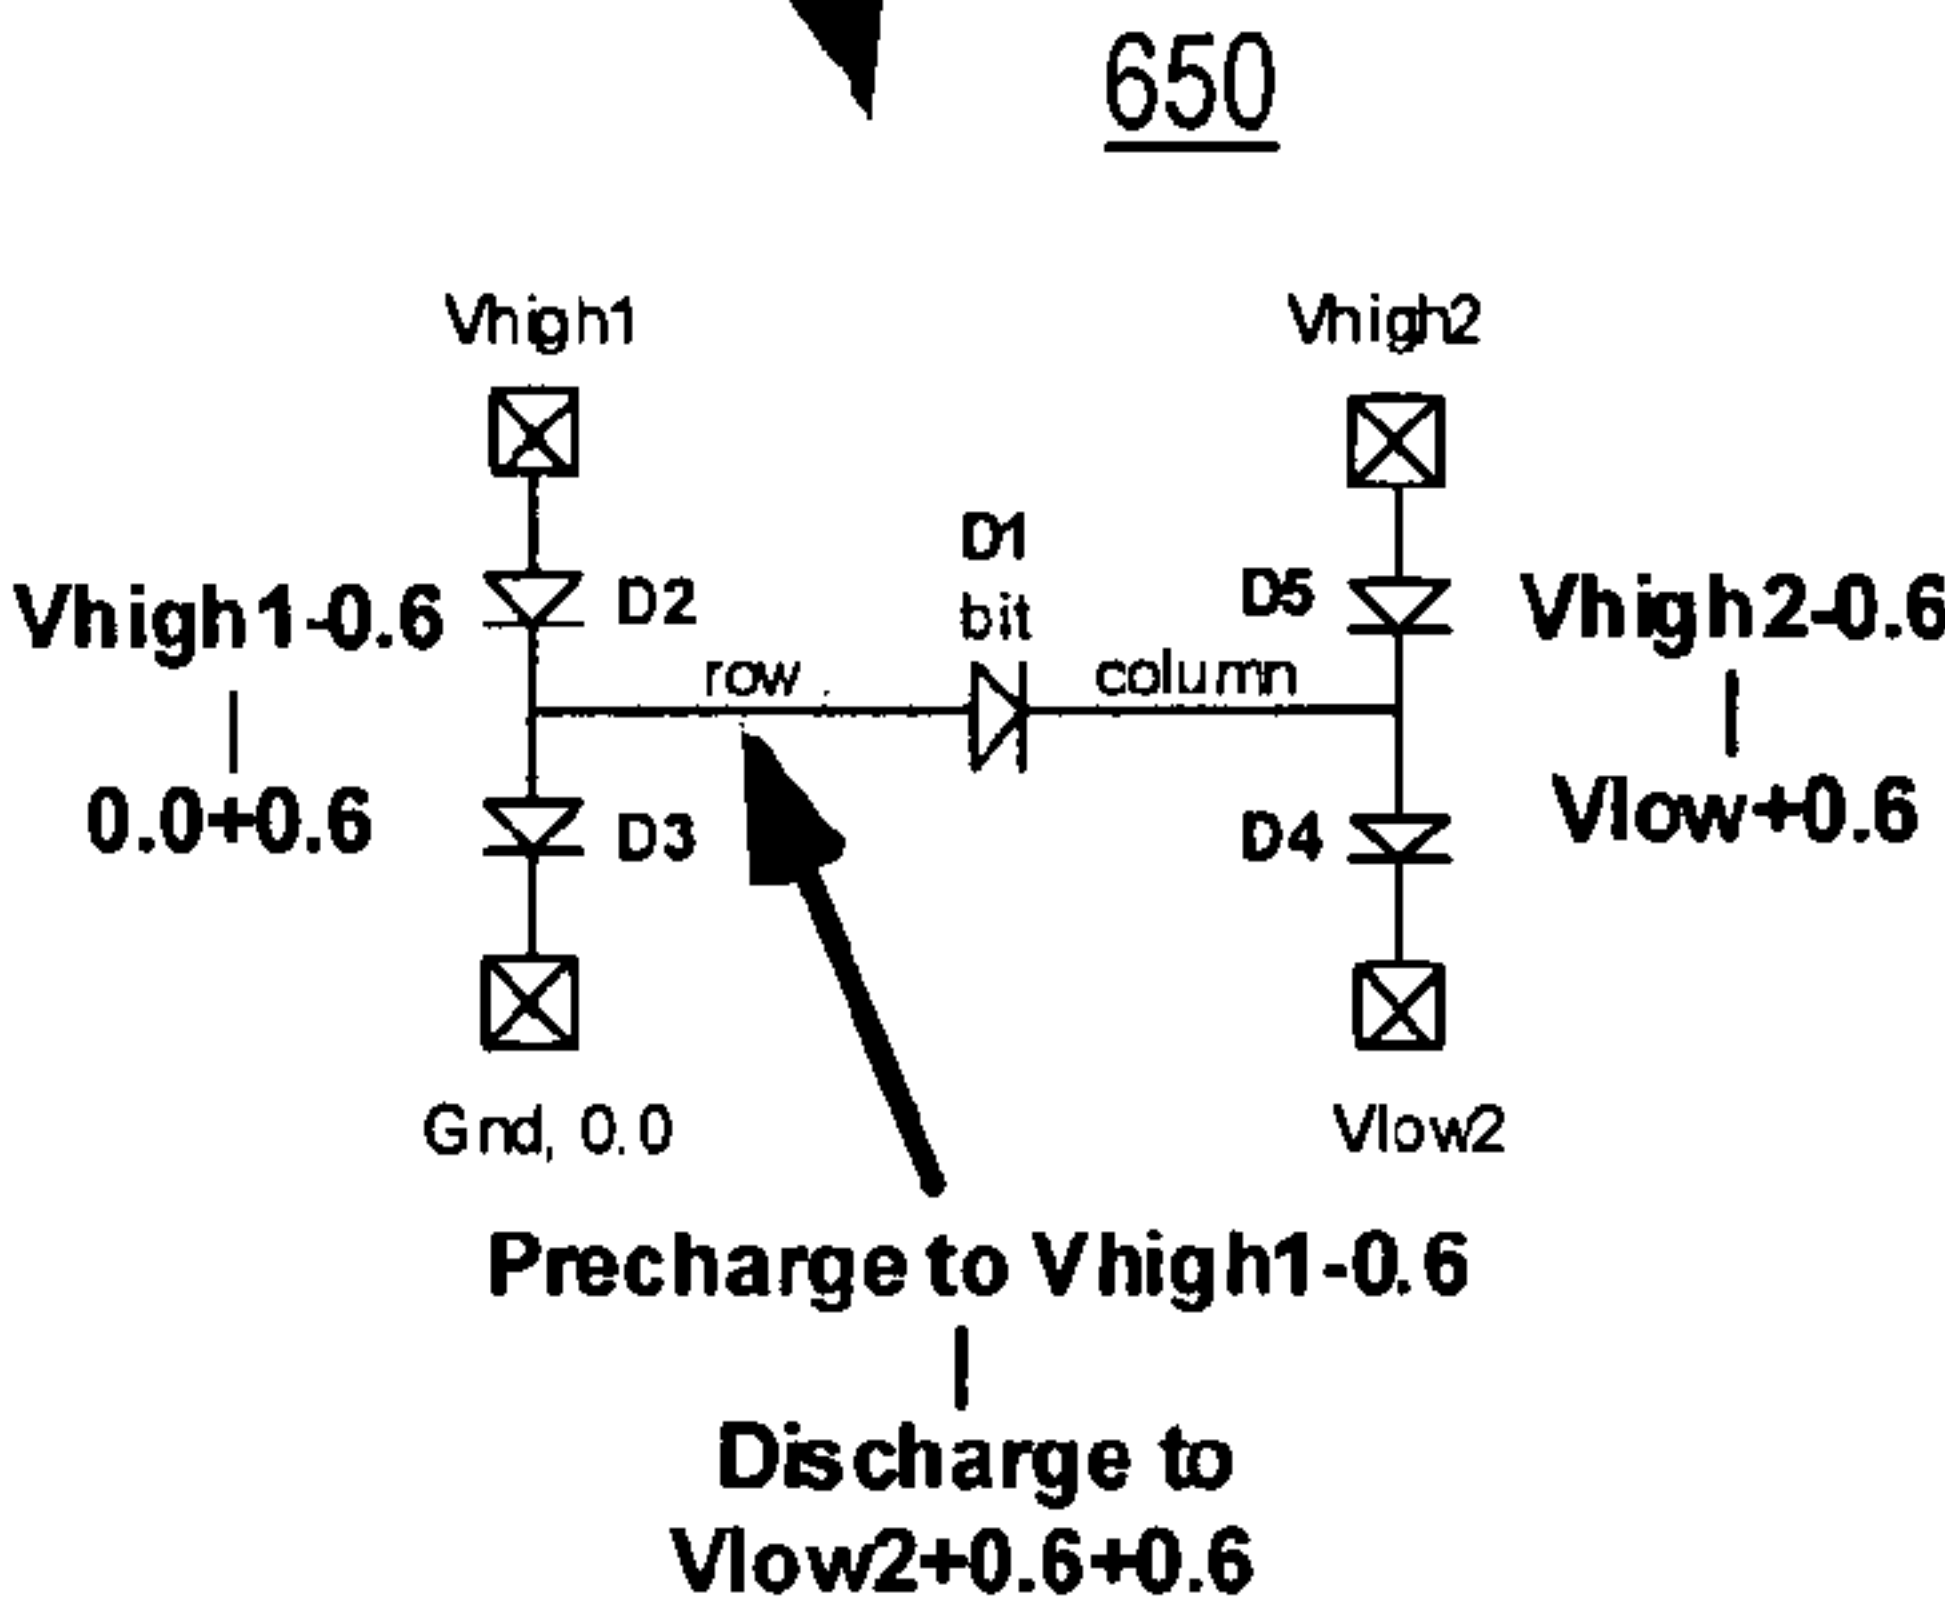 650
Vhigh1
Vhigh2
D1
bit
Vhigh1-0.6
D2
D5
Vhigh2-0.6
row
column
0.0+0.6
D3
D4
Vlow+0.6
Gnd, 0.0
Vlow2
Precharge to Vhigh1-0.6
Discharge to
Vlow2+0.6+0.6